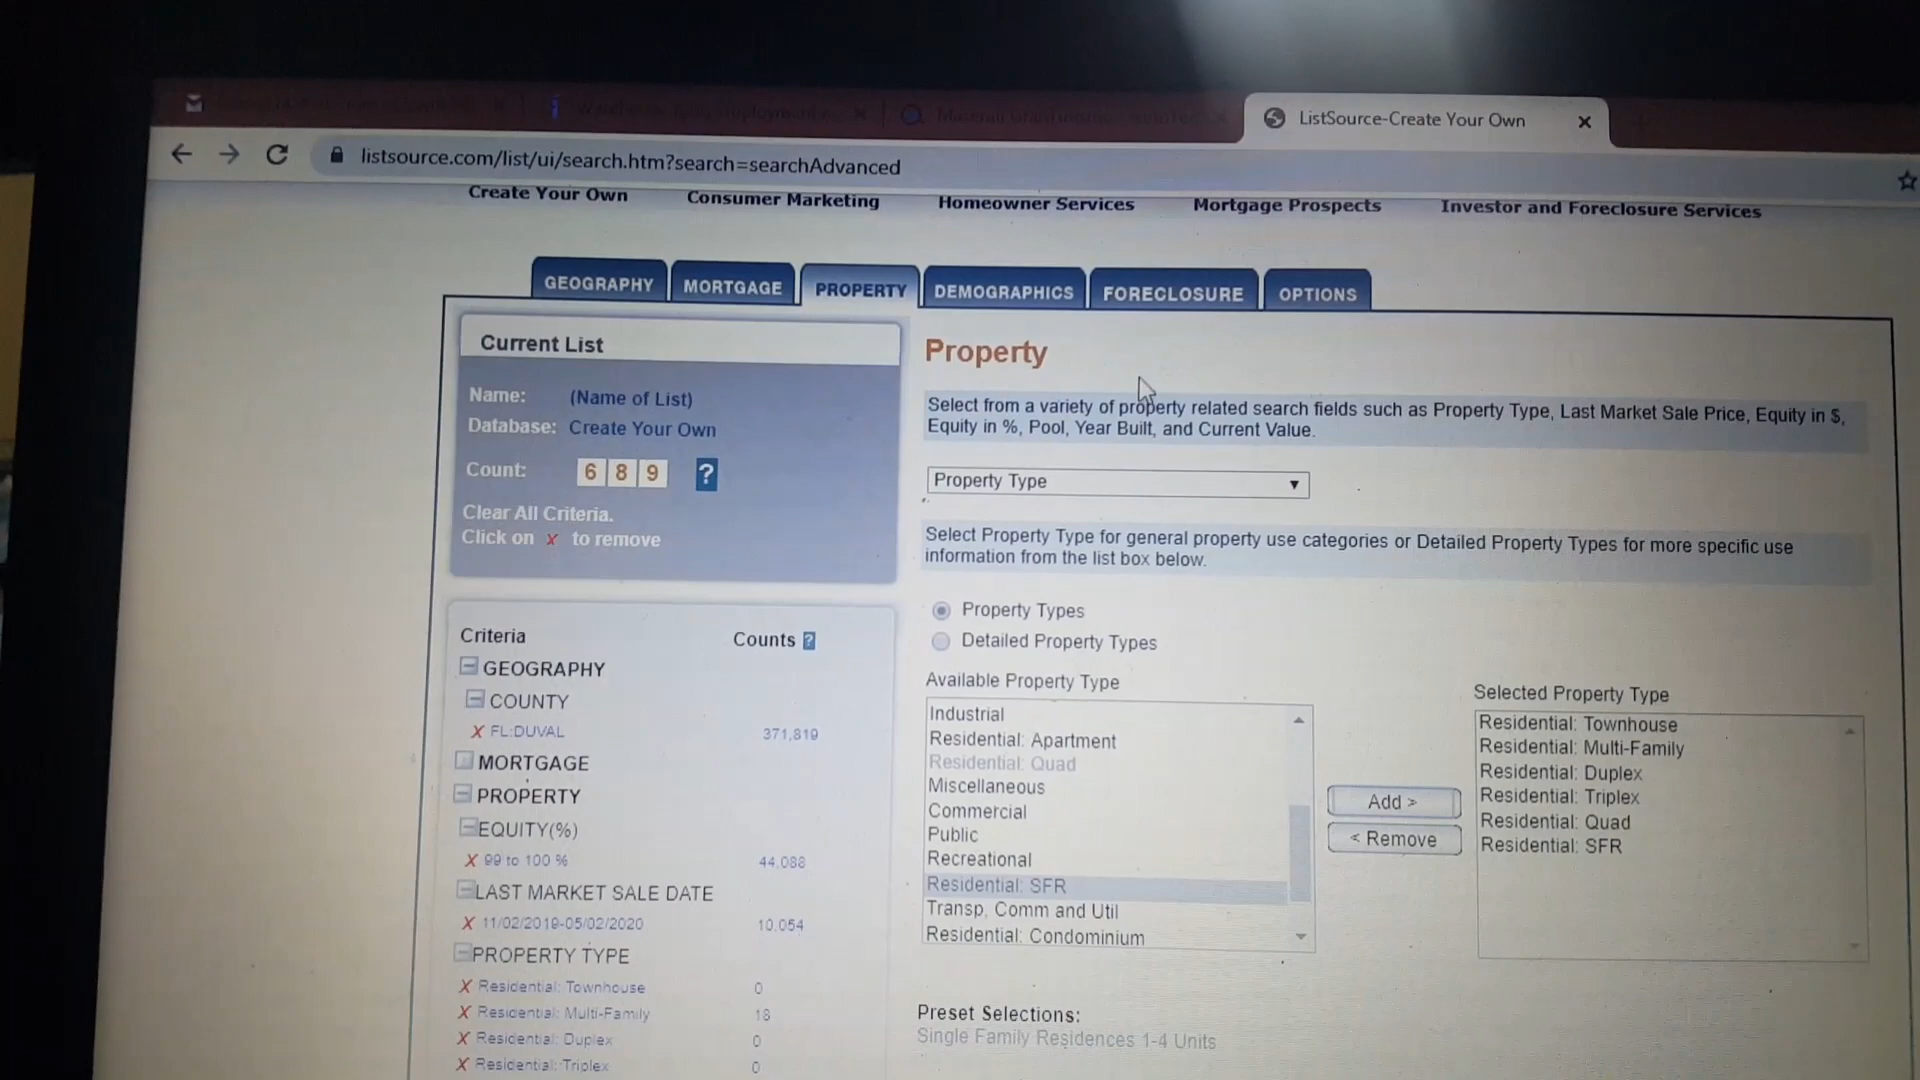 ListSource-Create Your Own
listsource.com/list/ui/search.htm?search=searchAdvanced
Create Your Own Consumer Marketing Homeowner Services Mortgage Prospects Investor and Foreclosure Services
GEOGRAPHY MORTGAGE PROPERTY DEMOGRAPHICS FORECLOSURE OPTIONS
Current List
Name: (Name of List)
Database: Create Your Own
Count: 6 8 9 ?
Clear All Criteria.
Click on x to remove
Criteria Counts ?
GEOGRAPHY
COUNTY
X FL:DUVAL 371,819
MORTGAGE
PROPERTY
EQUITY(%)
X 99 to 100 % 44,088
LAST MARKET SALE DATE
X 11/02/2019-05/02/2020 10,054
PROPERTY TYPE
X Residential: Townhouse 0
X Residential: Multi-Family 18
X Residential: Duplex 0
X Residential: Triplex 0
Property
Select from a variety of property related search fields such as Property Type, Last Market Sale Price, Equity in $,
Equity in %, Pool, Year Built, and Current Value.
Property Type
Select Property Type for general property use categories or Detailed Property Types for more specific use
information from the list box below.
Property Types
Detailed Property Types
Available Property Type
Industrial
Residential: Apartment
Residential: Quad
Miscellaneous
Commercial
Public
Recreational
Residential: SFR
Transp, Comm and Util
Residential: Condominium
Add >
< Remove
Selected Property Type
Residential: Townhouse
Residential: Multi-Family
Residential: Duplex
Residential: Triplex
Residential: Quad
Residential: SFR
Preset Selections:
Single Family Residences 1-4 Units